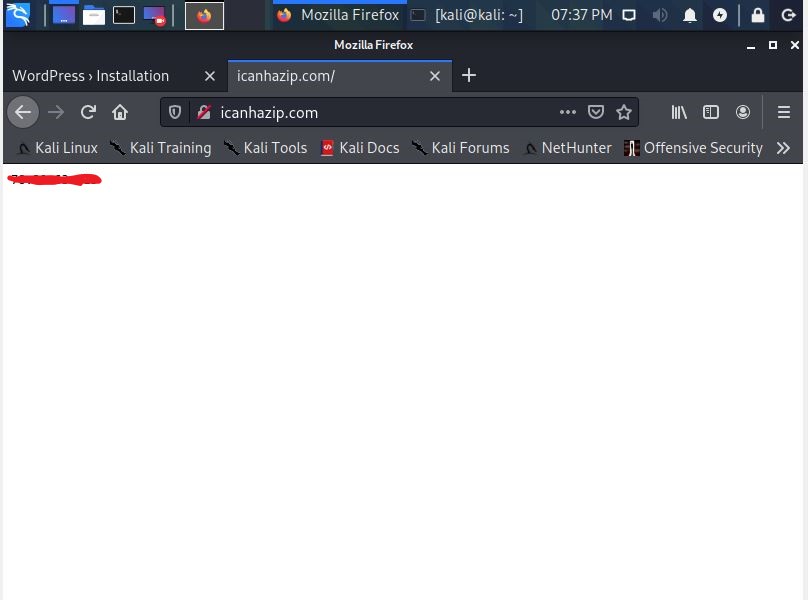 Mozilla Firefox [kali@kali: ~] 07:37 PM
Mozilla Firefox
WordPress › Installation icanhazip.com/
icanhazip.com
Kali Linux Kali Training Kali Tools Kali Docs Kali Forums NetHunter Offensive Security